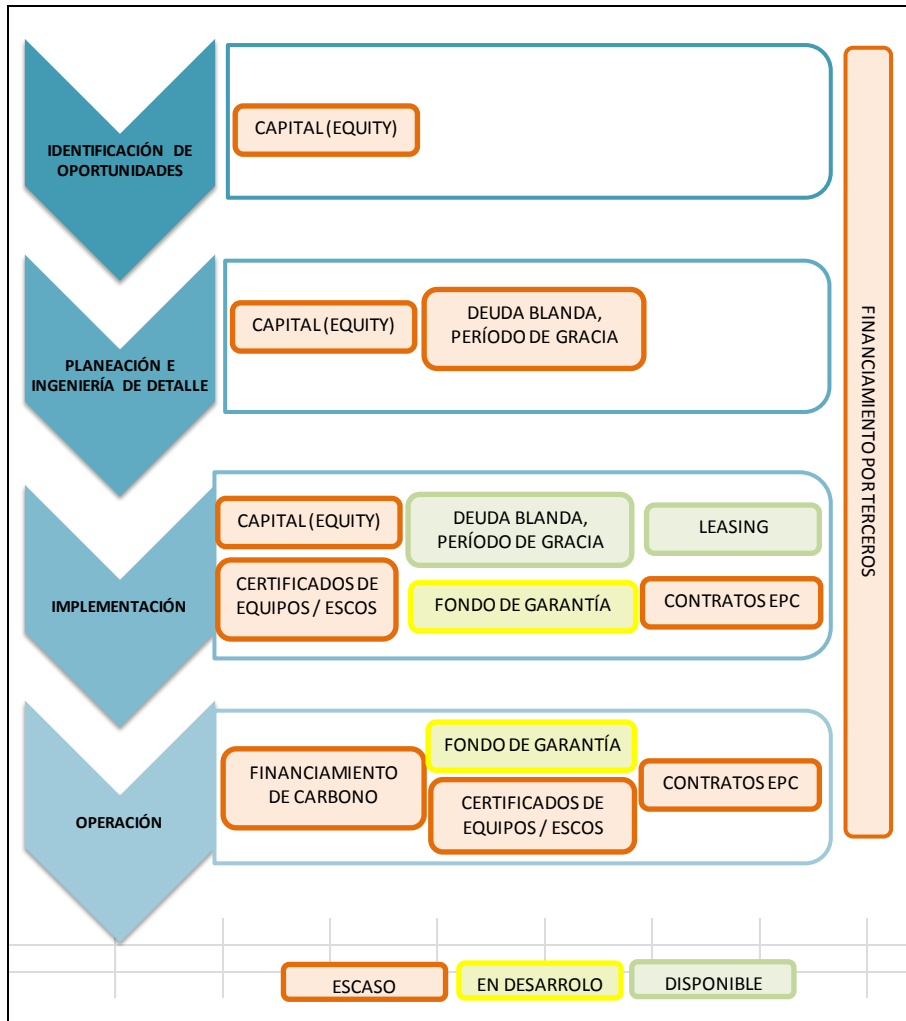 IDENTIFICACIÓN DE
OPORTUNIDADES
CAPITAL (EQUITY)
PLANEACIÓN E
INGENIERÍA DE DETALLE
CAPITAL (EQUITY)
DEUDA BLANDA,
PERÍODO DE GRACIA
IMPLEMENTACIÓN
CAPITAL (EQUITY)
DEUDA BLANDA,
PERÍODO DE GRACIA
LEASING
CERTIFICADOS DE
EQUIPOS / ESCOS
FONDO DE GARANTÍA
CONTRATOS EPC
OPERACIÓN
FINANCIAMIENTO
DE CARBONO
FONDO DE GARANTÍA
CERTIFICADOS DE
EQUIPOS / ESCOS
CONTRATOS EPC
FINANCIAMIENTO POR TERCEROS
ESCASO
EN DESARROLO
DISPONIBLE